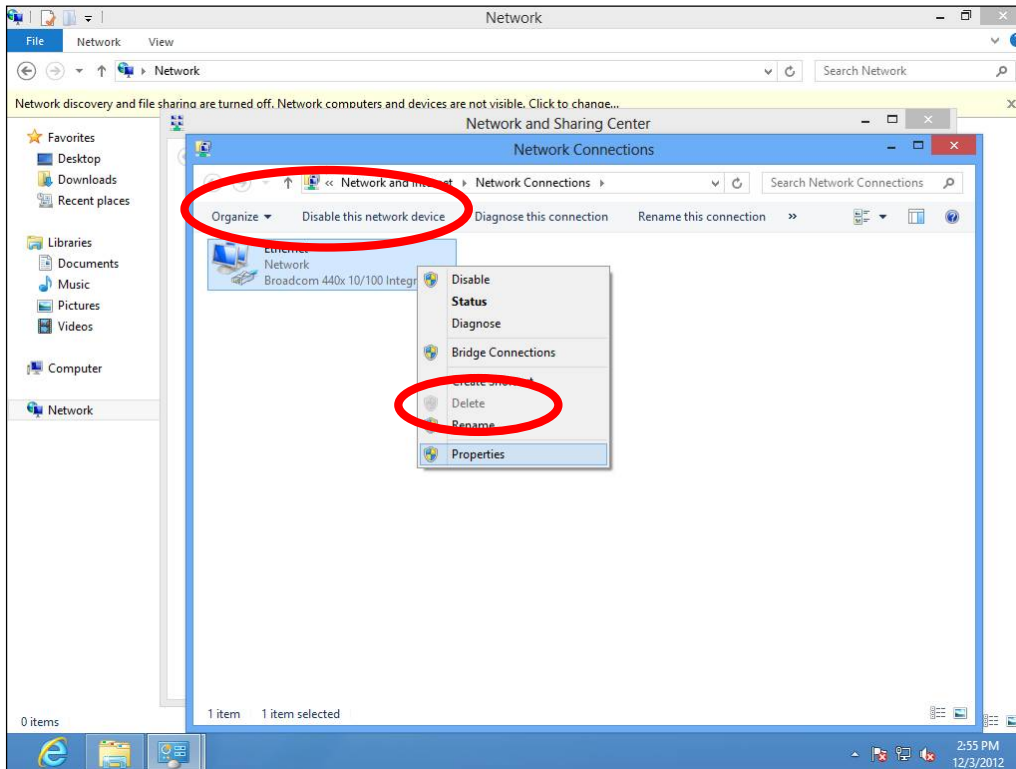 Network
File Network View
Network Search Network
Network discovery and file sharing are turned off. Network computers and devices are not visible. Click to change...
Network and Sharing Center
Network Connections
Favorites
Desktop
Downloads
Recent places
Libraries
Documents
Music
Pictures
Videos
Computer
Network
« Network and Internet Network Connections Search Network Connections
Organize Disable this network device Diagnose this connection Rename this connection »
Ethernet
Network
Broadcom 440x 10/100 Integr
Disable
Status
Diagnose
Bridge Connections
Create Shortcut
Delete
Rename
Properties
1 item 1 item selected
0 items
2:55 PM
12/3/2012